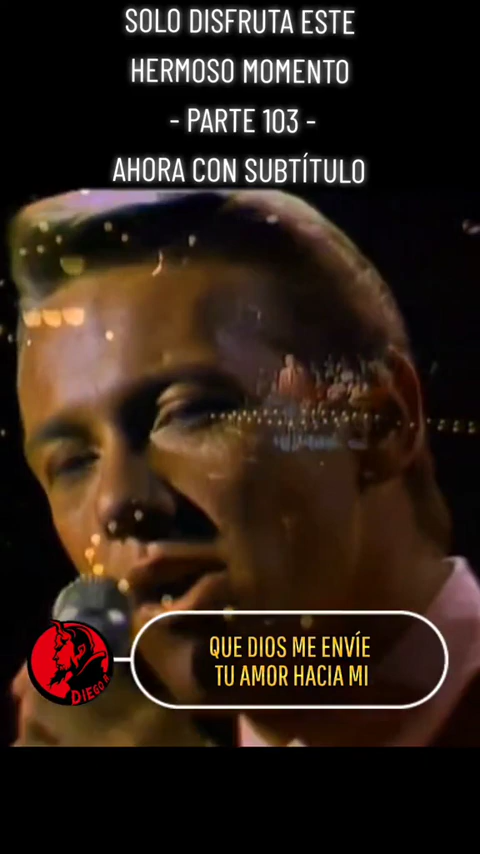 SOLO DISFRUTA ESTE
HERMOSO MOMENTO
- PARTE 103 -
AHORA CON SUBTÍTULO
QUE DIOS ME ENVÍE
TU AMOR HACIA MI
DIEGO R